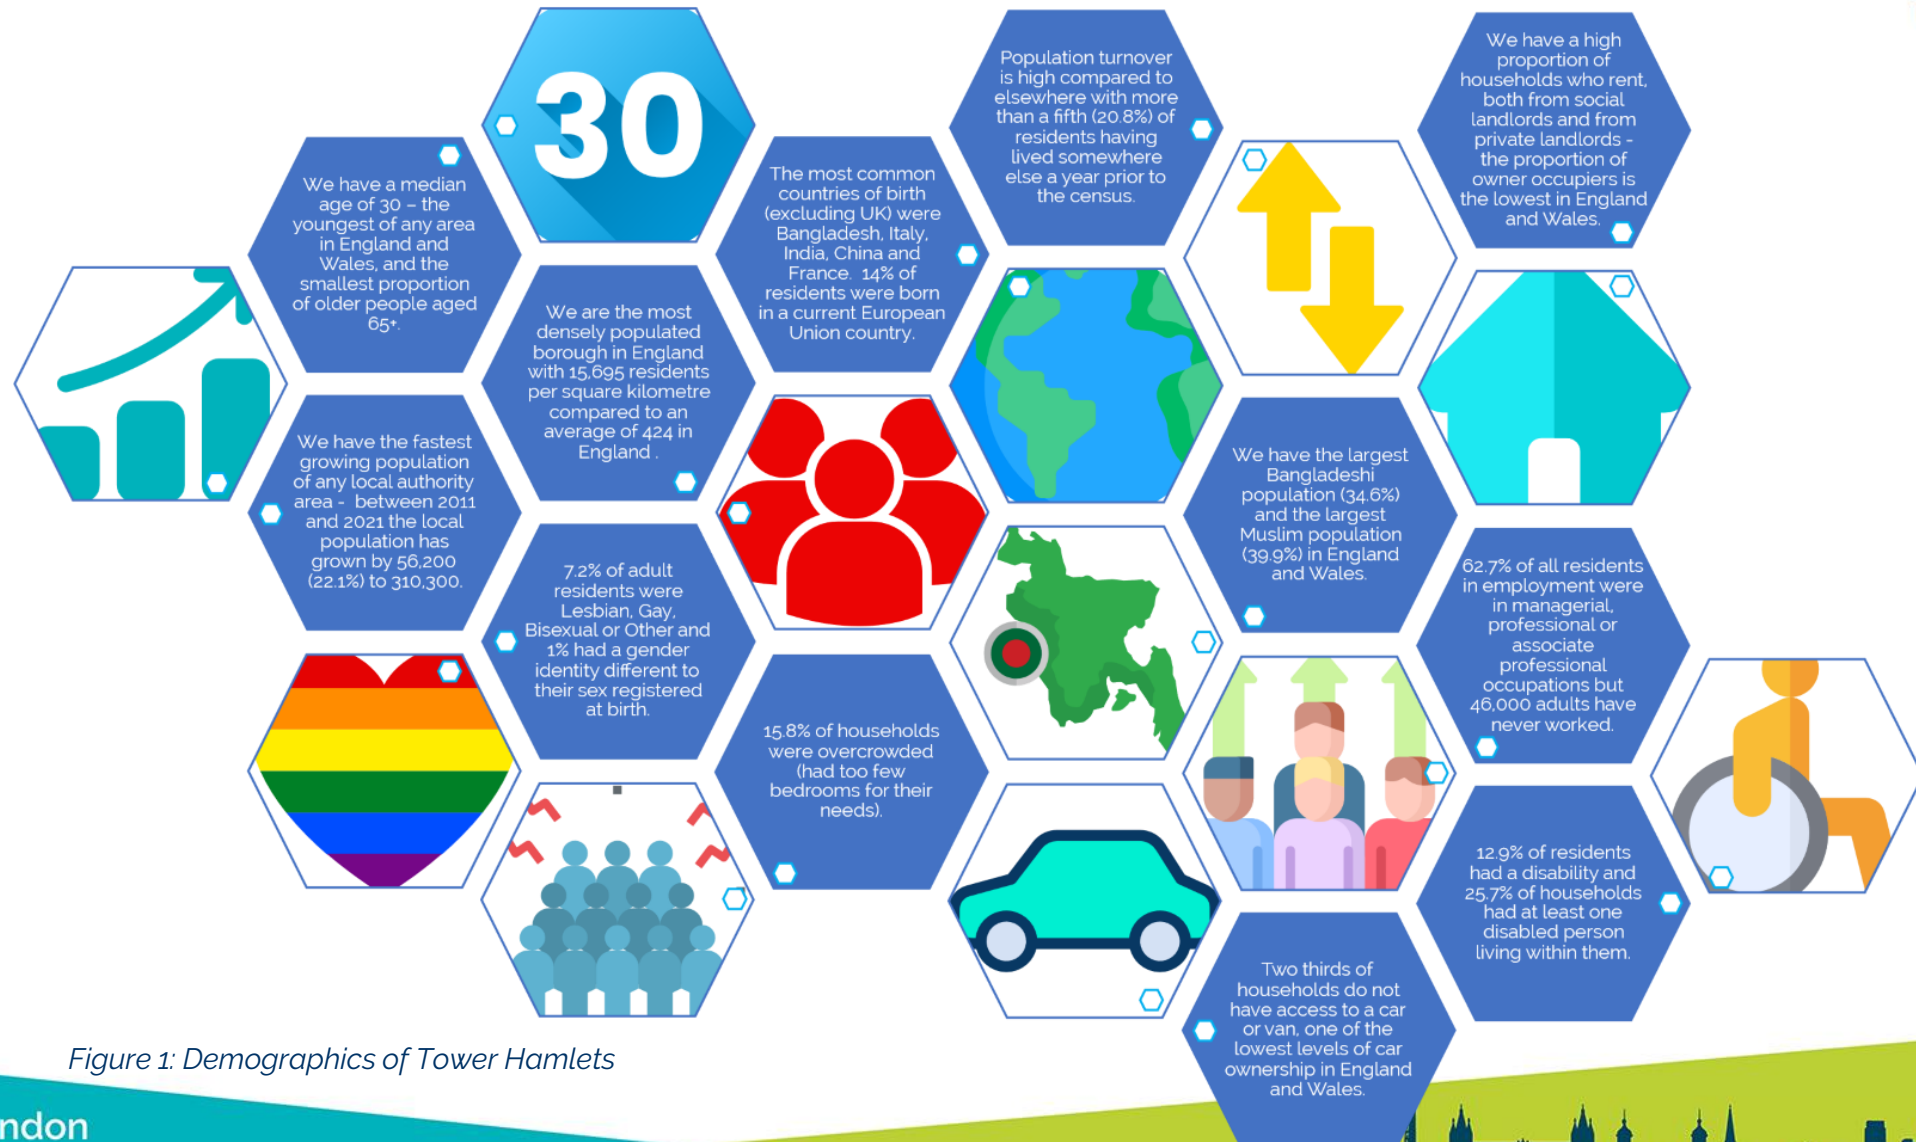 30
We have a median
age of 30 – the
youngest of any area
in England and
Wales, and the
smallest proportion
of older people aged
65+.
We have the fastest
growing population
of any local authority
area -  between 2011
and 2021 the local
population has
grown by 56,200
(22.1%) to 310,300.
We are the most
densely populated
borough in England
with 15,695 residents
per square kilometre
compared to an
average of 424 in
England .
7.2% of adult
residents were
Lesbian, Gay,
Bisexual or Other and
1% had a gender
identity different to
their sex registered
at birth.
The most common
countries of birth
(excluding UK) were
Bangladesh, Italy,
India, China and
France.  14% of
residents were born
in a current European
Union country.
15.8% of households
were overcrowded
(had too few
bedrooms for their
needs).
Population turnover
is high compared to
elsewhere with more
than a fifth (20.8%) of
residents having
lived somewhere
else a year prior to
the census.
We have the largest
Bangladeshi
population (34.6%)
and the largest
Muslim population
(39.9%) in England
and Wales.
Two thirds of
households do not
have access to a car
or van, one of the
lowest levels of car
ownership in England
and Wales.
We have a high
proportion of
households who rent,
both from social
landlords and from
private landlords -
the proportion of
owner occupiers is
the lowest in England
and Wales.
62.7% of all residents
in employment were
in managerial,
professional or
associate
professional
occupations but
46,000 adults have
never worked.
12.9% of residents
had a disability and
25.7% of households
had at least one
disabled person
living within them.
Figure 1: Demographics of Tower Hamlets
ndon